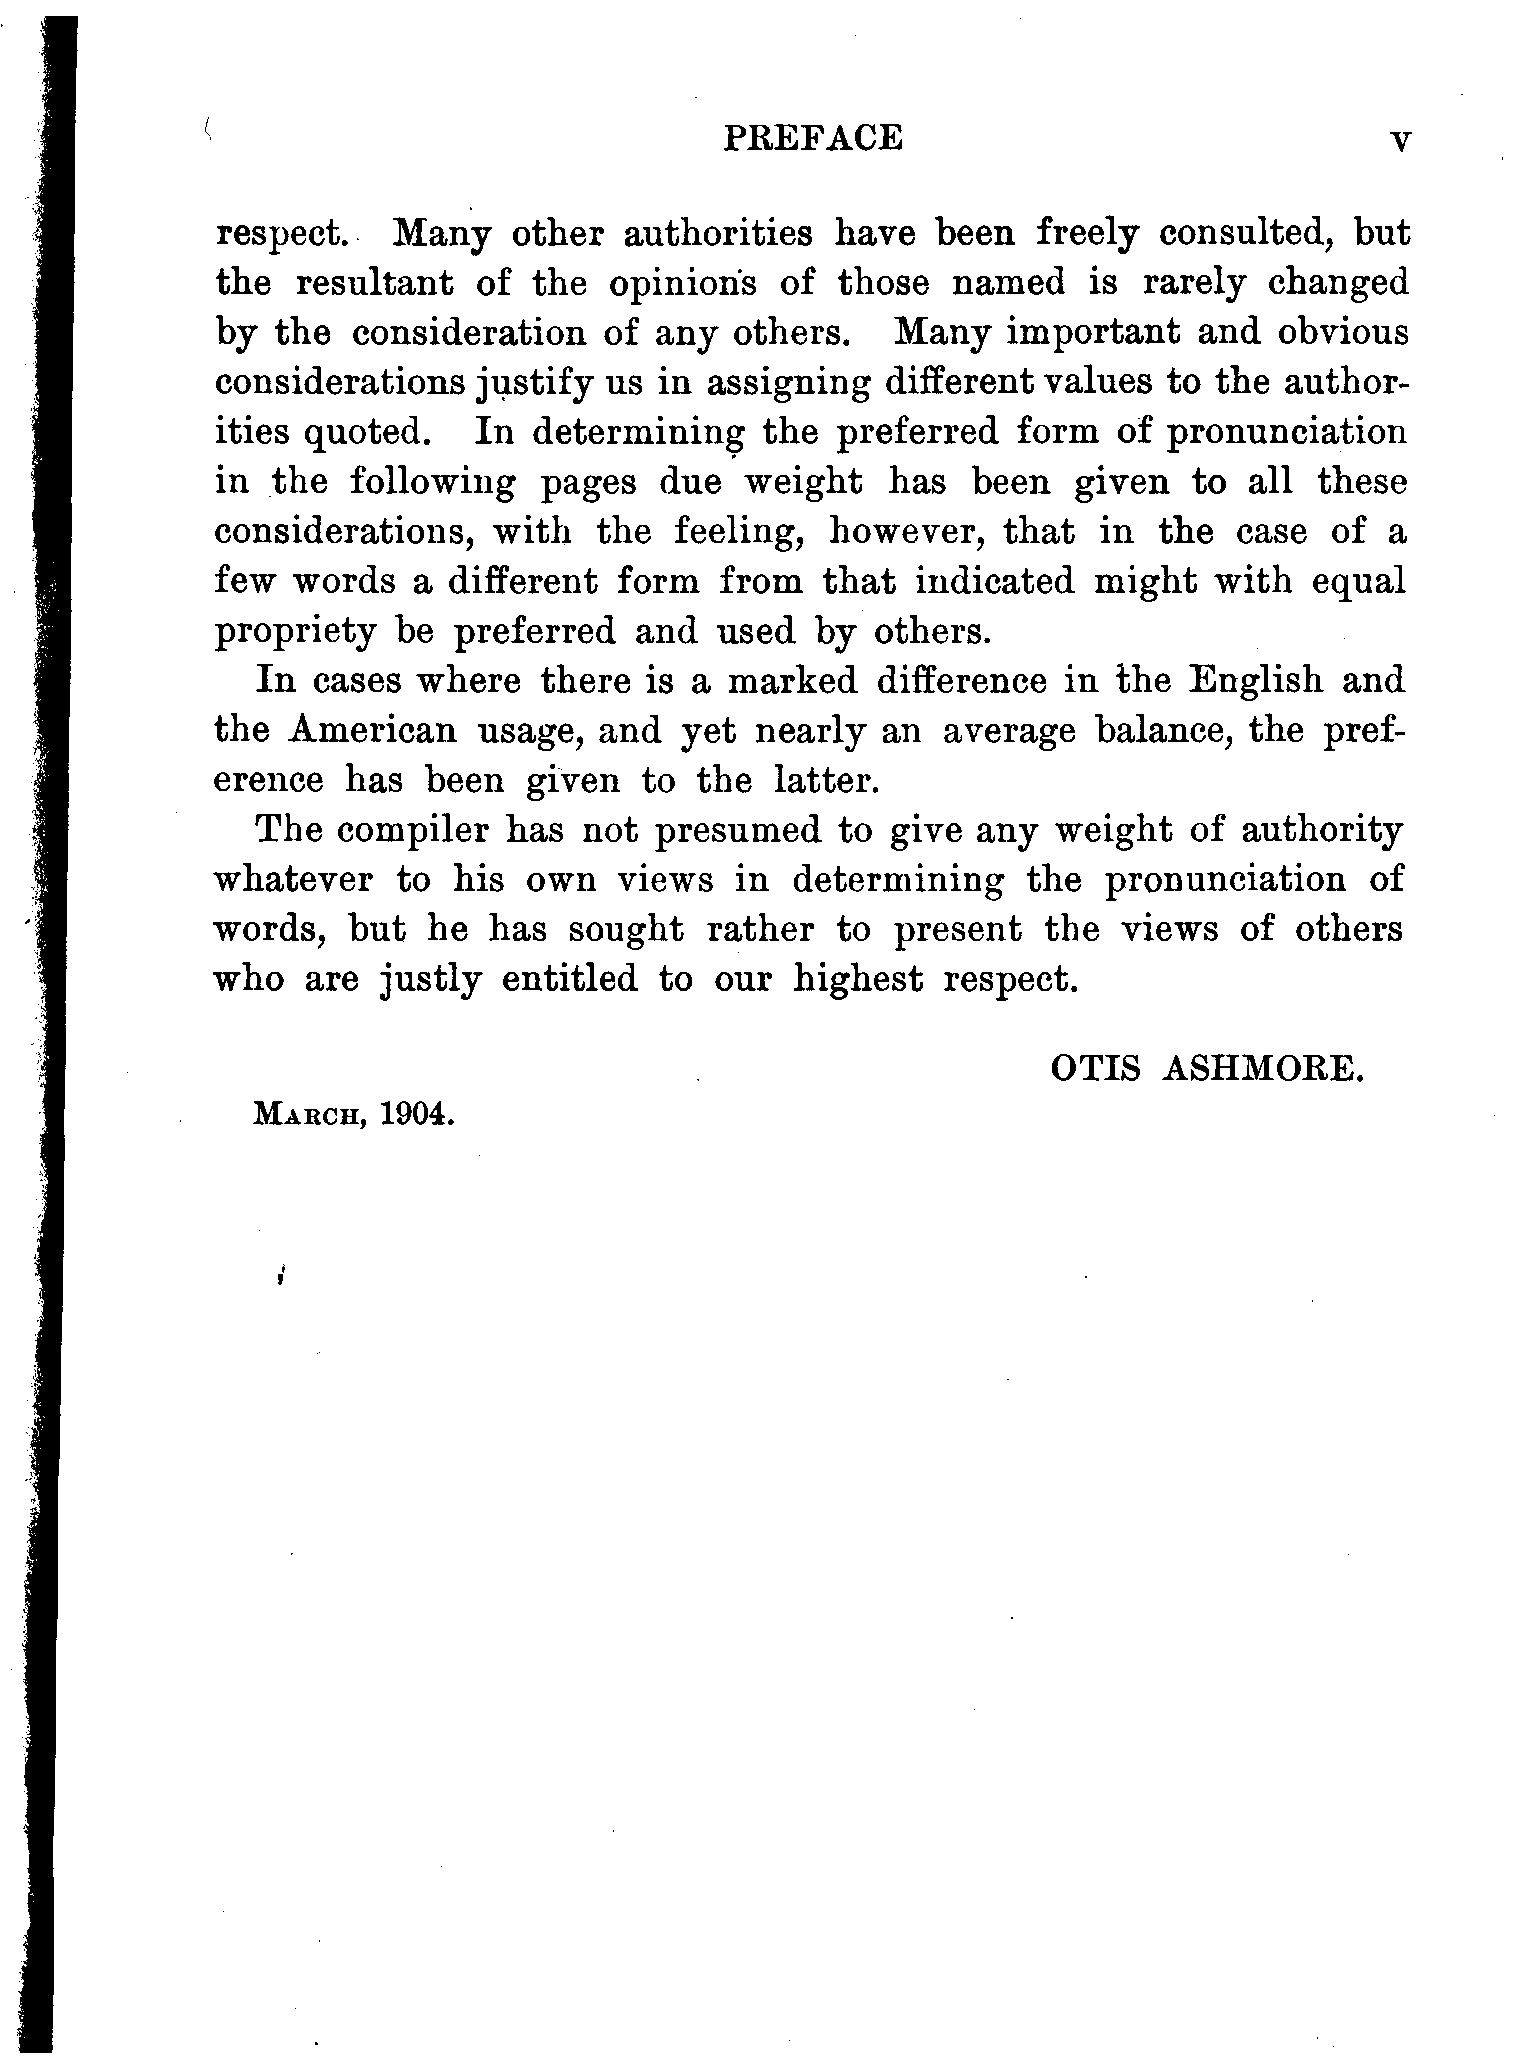 PREFACE v
respect. Many other authorities have been freely consulted, but
the resultant of the opinions of those named is rarely changed
by the consideration of any others. Many important and obvious
considerations justify us in assigning different values to the author-
ities quoted. In determining the preferred form of pronunciation
in the following pages due weight has been given to all these
considerations, with the feeling, however, that in the case of a
few words a different form from that indicated might with equal
propriety be preferred and used by others.
In cases where there is a marked difference in the English and
the American usage, and yet nearly an average balance, the pref-
erence has been given to the latter.
The compiler has not presumed to give any weight of authority
whatever to his own views in determining the pronunciation of
words, but he has sought rather to present the views of others
who are justly entitled to our highest respect.
OTIS ASHMORE.
MARCH, 1904.